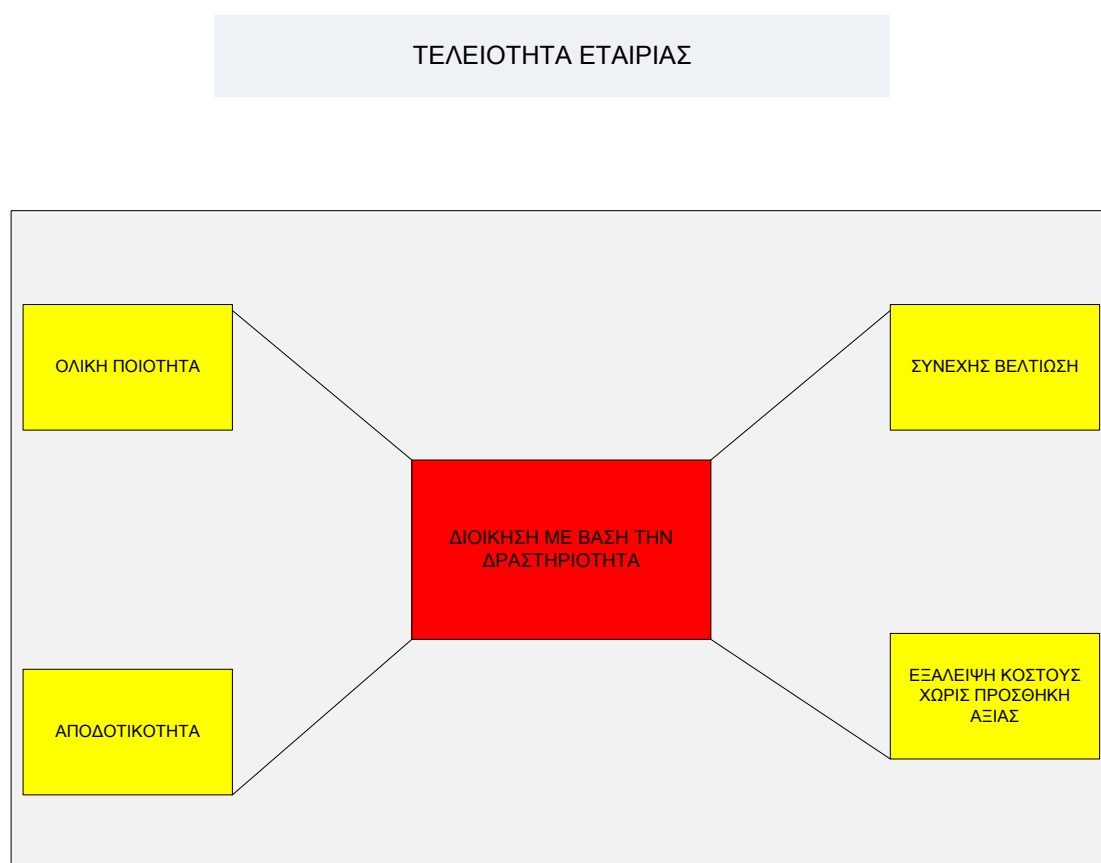 ΤΕΛΕΙΟΤΗΤΑ ΕΤΑΙΡΙΑΣ
ΟΛΙΚΗ ΠΟΙΟΤΗΤΑ
ΣΥΝΕΧΗΣ ΒΕΛΤΙΩΣΗ
ΔΙΟΙΚΗΣΗ ΜΕ ΒΑΣΗ ΤΗΝ
ΔΡΑΣΤΗΡΙΟΤΗΤΑ
ΑΠΟΔΟΤΙΚΟΤΗΤΑ
ΕΞΑΛΕΙΨΗ ΚΟΣΤΟΥΣ
ΧΩΡΙΣ ΠΡΟΣΘΗΚΗ
ΑΞΙΑΣ